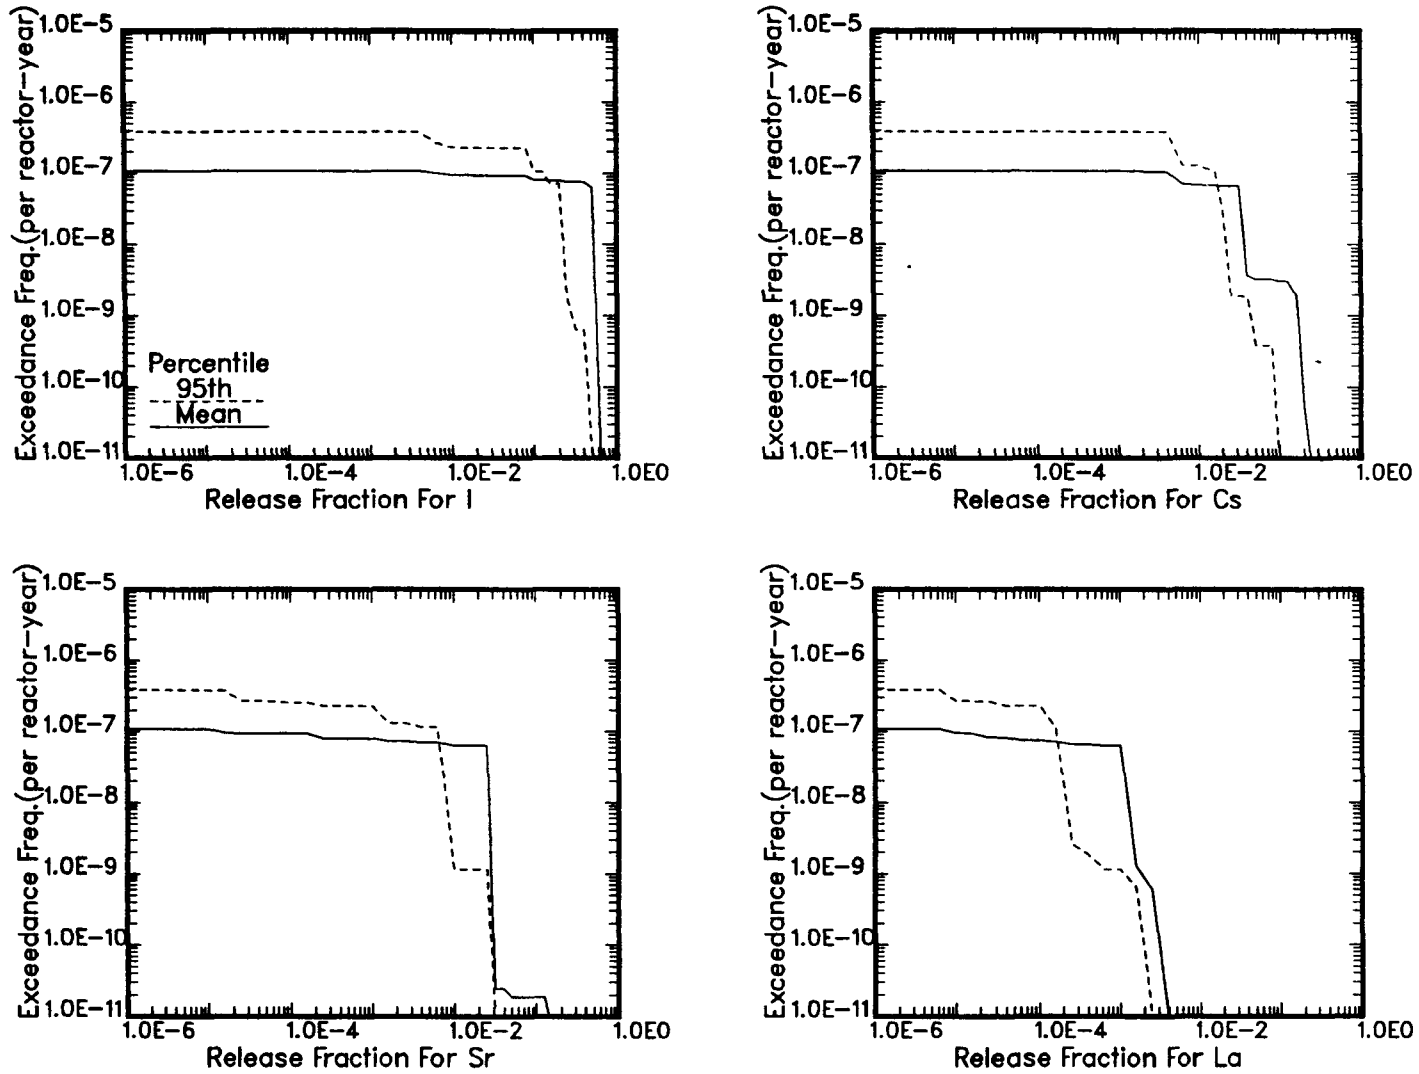 Exceedance Freq.(per reactor-year)
1.0E-5
1.0E-6
1.0E-7
1.0E-8
1.0E-9
1.0E-10
1.0E-11
Percentile
95th
Mean
1.0E-6 1.0E-4 1.0E-2 1.0E0
Release Fraction For I
Exceedance Freq.(per reactor-year)
1.0E-5
1.0E-6
1.0E-7
1.0E-8
1.0E-9
1.0E-10
1.0E-11
1.0E-6 1.0E-4 1.0E-2 1.0E0
Release Fraction For Cs
Exceedance Freq.(per reactor-year)
1.0E-5
1.0E-6
1.0E-7
1.0E-8
1.0E-9
1.0E-10
1.0E-11
1.0E-6 1.0E-4 1.0E-2 1.0E0
Release Fraction For Sr
Exceedance Freq.(per reactor-year)
1.0E-5
1.0E-6
1.0E-7
1.0E-8
1.0E-9
1.0E-10
1.0E-11
1.0E-6 1.0E-4 1.0E-2 1.0E0
Release Fraction For La